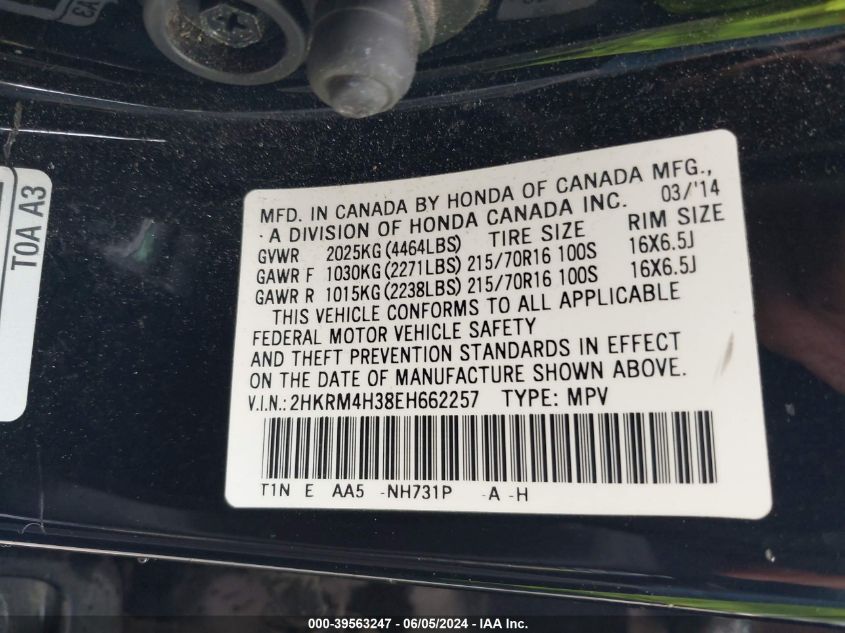 TOA A3
MFD. IN CANADA BY HONDA OF CANADA MFG.,
A DIVISION OF HONDA CANADA INC. 03/'14
GVWR 2025KG (4464LBS) TIRE SIZE RIM SIZE
GAWR F 1030KG (2271LBS) 215/70R16 100S 16X6.5J
GAWR R 1015KG (2238LBS) 215/70R16 100S 16X6.5J
THIS VEHICLE CONFORMS TO ALL APPLICABLE
FEDERAL MOTOR VEHICLE SAFETY
AND THEFT PREVENTION STANDARDS IN EFFECT
ON THE DATE OF MANUFACTURE SHOWN ABOVE.
V.I.N.: 2HKRM4H38EH662257 TYPE: MPV
T1N E AA5 -NH731P -A -H
000-39563247 - 06/05/2024 - IAA Inc.